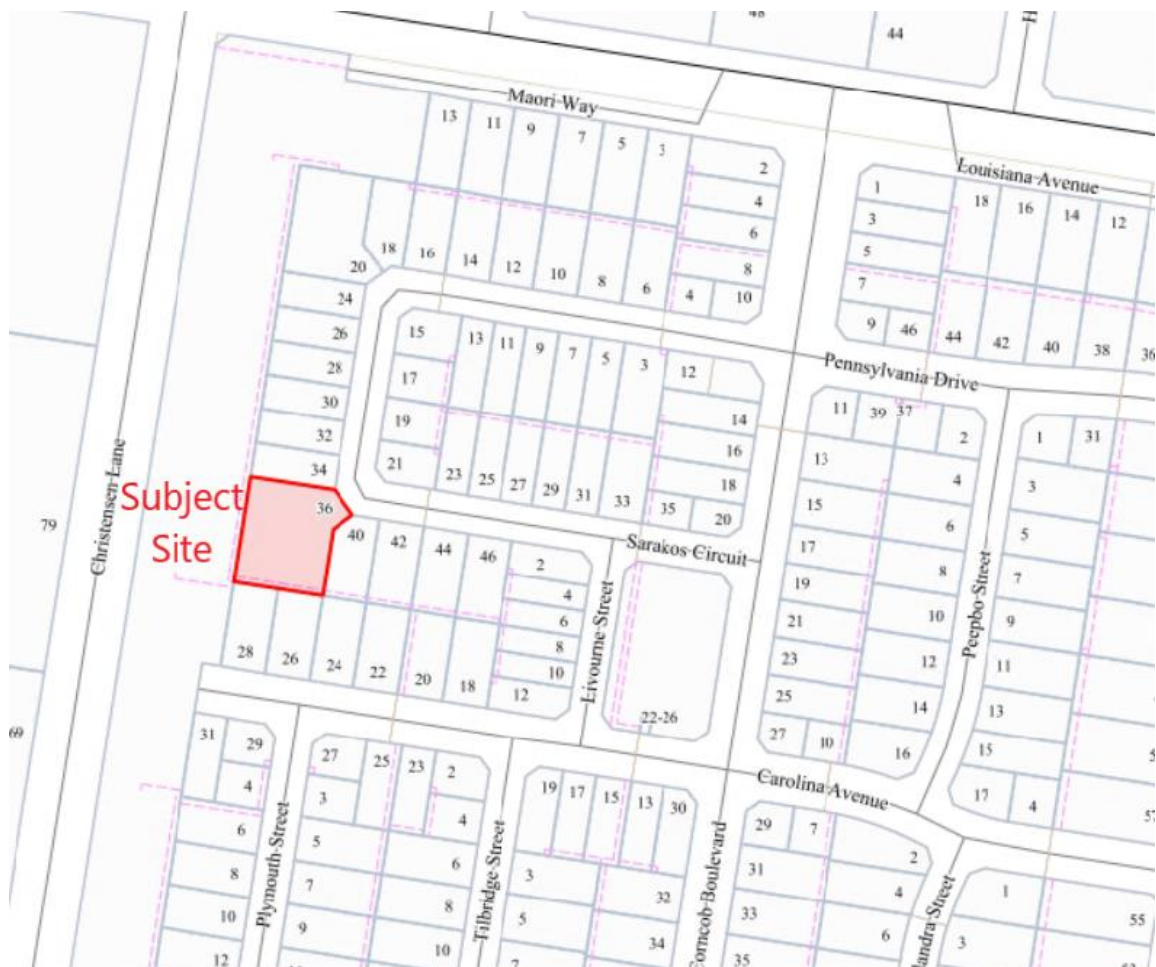 48
44
Maori Way
13 11 9 7 5 3
2
4
6
8
4 10
Louisiana Avenue
1
3
5
7
9 46
18 16 14 12
44 42 40 38 36
18 16 14 12 10 8 6
20
24
26
28
30
32
34
36
15 13 11 9 7 5 3
17
19
21 23 25 27 29 31 33 35 20
12
14
16
18
Pennsylvania Drive
11 39 37 2
13 4
15 6
17 8
19 10
21 12
23 14
25 16
27 10
1 31
3
5
7
9
11
13
15
17 4
Peepbo Street
Christensen Lane
79
69
Subject
Site
40 42 44 46
2
4
6
8
10
12
Sarakos Circuit
Livourne Street
22-26
28 26 24 22 20 18
Carolina Avenue
31 29
4
6
8
10
12
Plymouth Street
27 25 23 2
3 4
5 6
7 8
9 10
Tilbridge Street
19 17 15 13 30
3 32
5 34
7
Corncob Boulevard
29 7 2
31 4
33 6
35
1 55
3
57